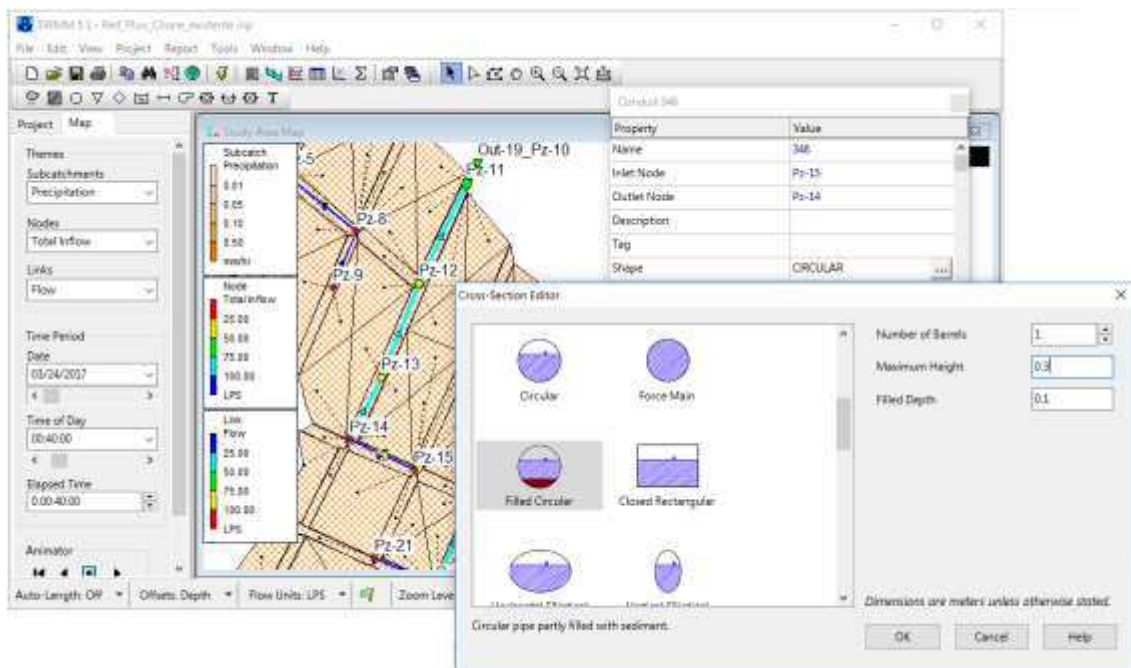 SWMM 5.1 - Red_Pluv_Chone_existente.inp
File Edit View Project Report Tools Window Help
Project Map
Themes
Subcatchments
Precipitation
Nodes
Total Inflow
Links
Flow
Time Period
Date
03/24/2017
Time of Day
00:40:00
Elapsed Time
0.00:40:00
Animator
Study Area Map
Subcatch
Precipitation
0.01
0.05
0.10
0.50
mm/hr
Node
Total Inflow
25.00
50.00
75.00
100.00
LPS
Link
Flow
25.00
50.00
75.00
100.00
LPS
Out-19_Pz-10
Pz-11
Pz-8
Pz-9
Pz-12
Pz-13
Pz-14
Pz-15
Pz-21
Conduit 346
Property Value
Name 346
Inlet Node Pz-15
Outlet Node Pz-14
Description
Tag
Shape CIRCULAR ...
Cross-Section Editor
Circular Force Main
Filled Circular Closed Rectangular
Horizontal Elliptical Vertical Elliptical
Number of Barrels 1
Maximum Height 0.3
Filled Depth 0.1
Dimensions are meters unless otherwise stated.
Circular pipe partly filled with sediment.
OK Cancel Help
Auto-Length: Off Offsets: Depth Flow Units: LPS Zoom Leve